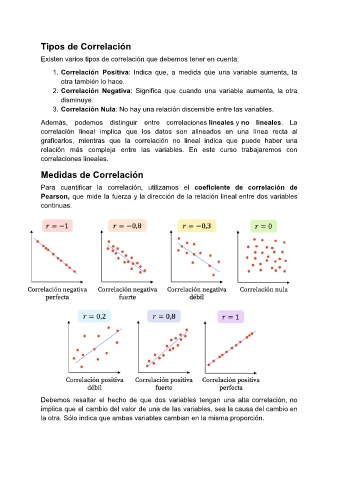 Tipos de Correlación
Existen varios tipos de correlación que debemos tener en cuenta:
1. Correlación Positiva: Indica que, a medida que una variable aumenta, la
otra también lo hace.
2. Correlación Negativa: Significa que cuando una variable aumenta, la otra
disminuye.
3. Correlación Nula: No hay una relación discernible entre las variables.
Además, podemos distinguir entre correlaciones lineales y no lineales. La
correlación lineal implica que los datos son alineados en una línea recta al
graficarlos, mientras que la correlación no lineal indica que puede haber una
relación más compleja entre las variables. En este curso trabajaremos con
correlaciones lineales.
Medidas de Correlación
Para cuantificar la correlación, utilizamos el coeficiente de correlación de
Pearson, que mide la fuerza y la dirección de la relación lineal entre dos variables
continuas.
r = −1 r = −0,8 r = −0,3 r = 0
Correlación negativa Correlación negativa Correlación negativa Correlación nula
perfecta fuerte débil
r = 0,2 r = 0,8 r = 1
Correlación positiva Correlación positiva Correlación positiva
débil fuerte perfecta
Debemos resaltar el hecho de que dos variables tengan una alta correlación, no
implica que el cambio del valor de una de las variables, sea la causa del cambio en
la otra. Sólo indica que ambas variables cambian en la misma proporción.